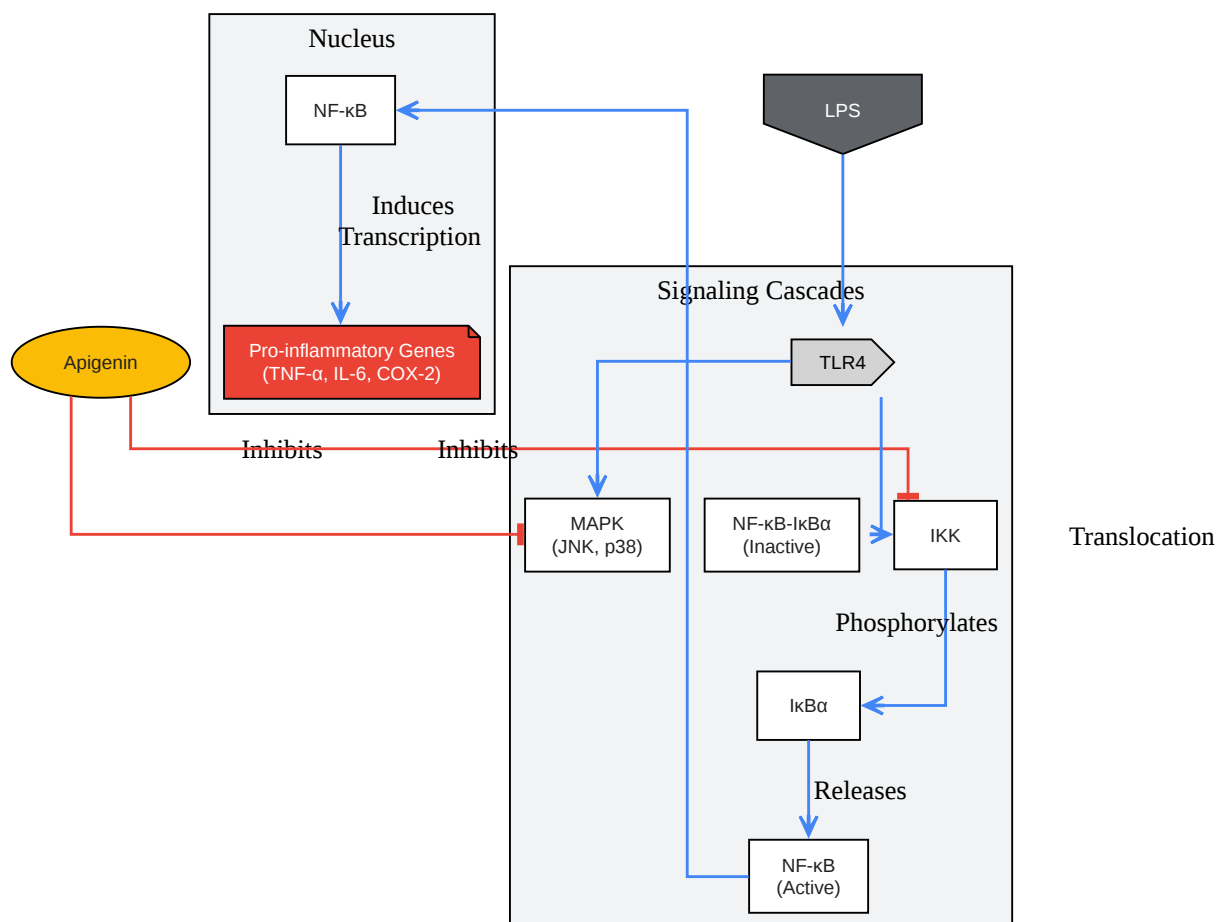 Nucleus
NF-κB
LPS
Induces
Transcription
Signaling Cascades
Pro-inflammatory Genes
(TNF-α, IL-6, COX-2)
Apigenin
TLR4
Inhibits
Inhibits
MAPK
(JNK, p38)
NF-κB-IκBα
(Inactive)
IKK
Translocation
Phosphorylates
IκBα
Releases
NF-κB
(Active)